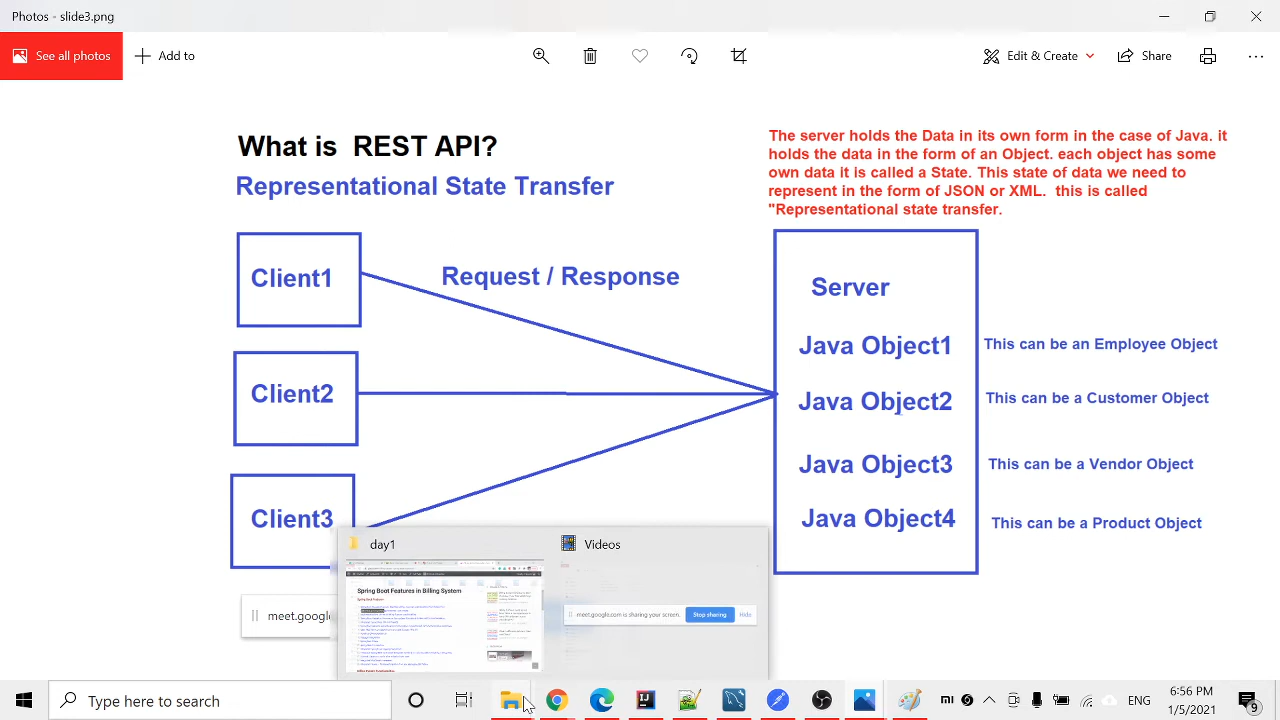 Photos - slide3.png
See all photos
Add to
Edit & Create
Share
What is REST API?
Representational State Transfer
The server holds the Data in its own form in the case of Java. it
holds the data in the form of an Object. each object has some
own data it is called a State. This state of data we need to
represent in the form of JSON or XML. this is called
"Representational state transfer.
Client1
Request / Response
Server
Java Object1
This can be an Employee Object
Client2
Java Object2
This can be a Customer Object
Java Object3
This can be a Vendor Object
Client3
Java Object4
This can be a Product Object
day1
Videos
Spring Boot Features in Billing System
meet.google
meet.google.com is sharing your screen.
Stop sharing
Hide
Type here to search
ENG
6:56 PM
1/5/2021
9